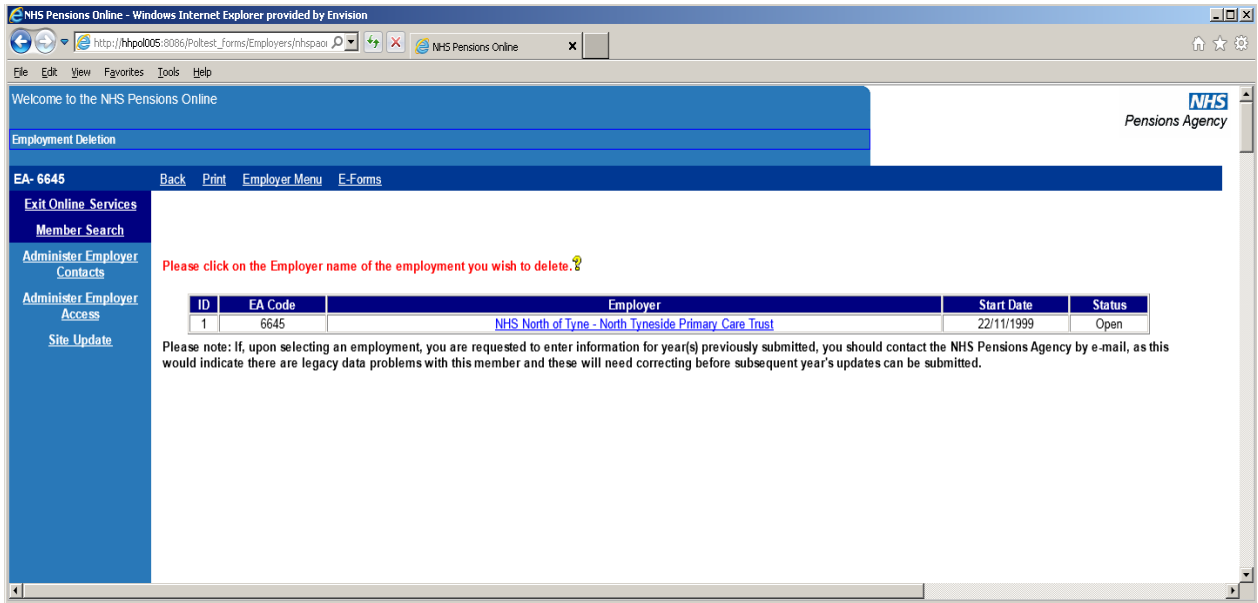 NHS Pensions Online - Windows Internet Explorer provided by Envision
http://hhpol005:8086/Poltest_forms/Employers/nhspaor
NHS Pensions Online
File Edit View Favorites Tools Help
Welcome to the NHS Pensions Online
NHS
Pensions Agency
Employment Deletion
EA- 6645 Back Print Employer Menu E-Forms
Exit Online Services
Member Search
Administer Employer
Contacts
Administer Employer
Access
Site Update
Please click on the Employer name of the employment you wish to delete.?
ID EA Code Employer Start Date Status
1 6645 NHS North of Tyne - North Tyneside Primary Care Trust 22/11/1999 Open
Please note: If, upon selecting an employment, you are requested to enter information for year(s) previously submitted, you should contact the NHS Pensions Agency by e-mail, as this
would indicate there are legacy data problems with this member and these will need correcting before subsequent year's updates can be submitted.